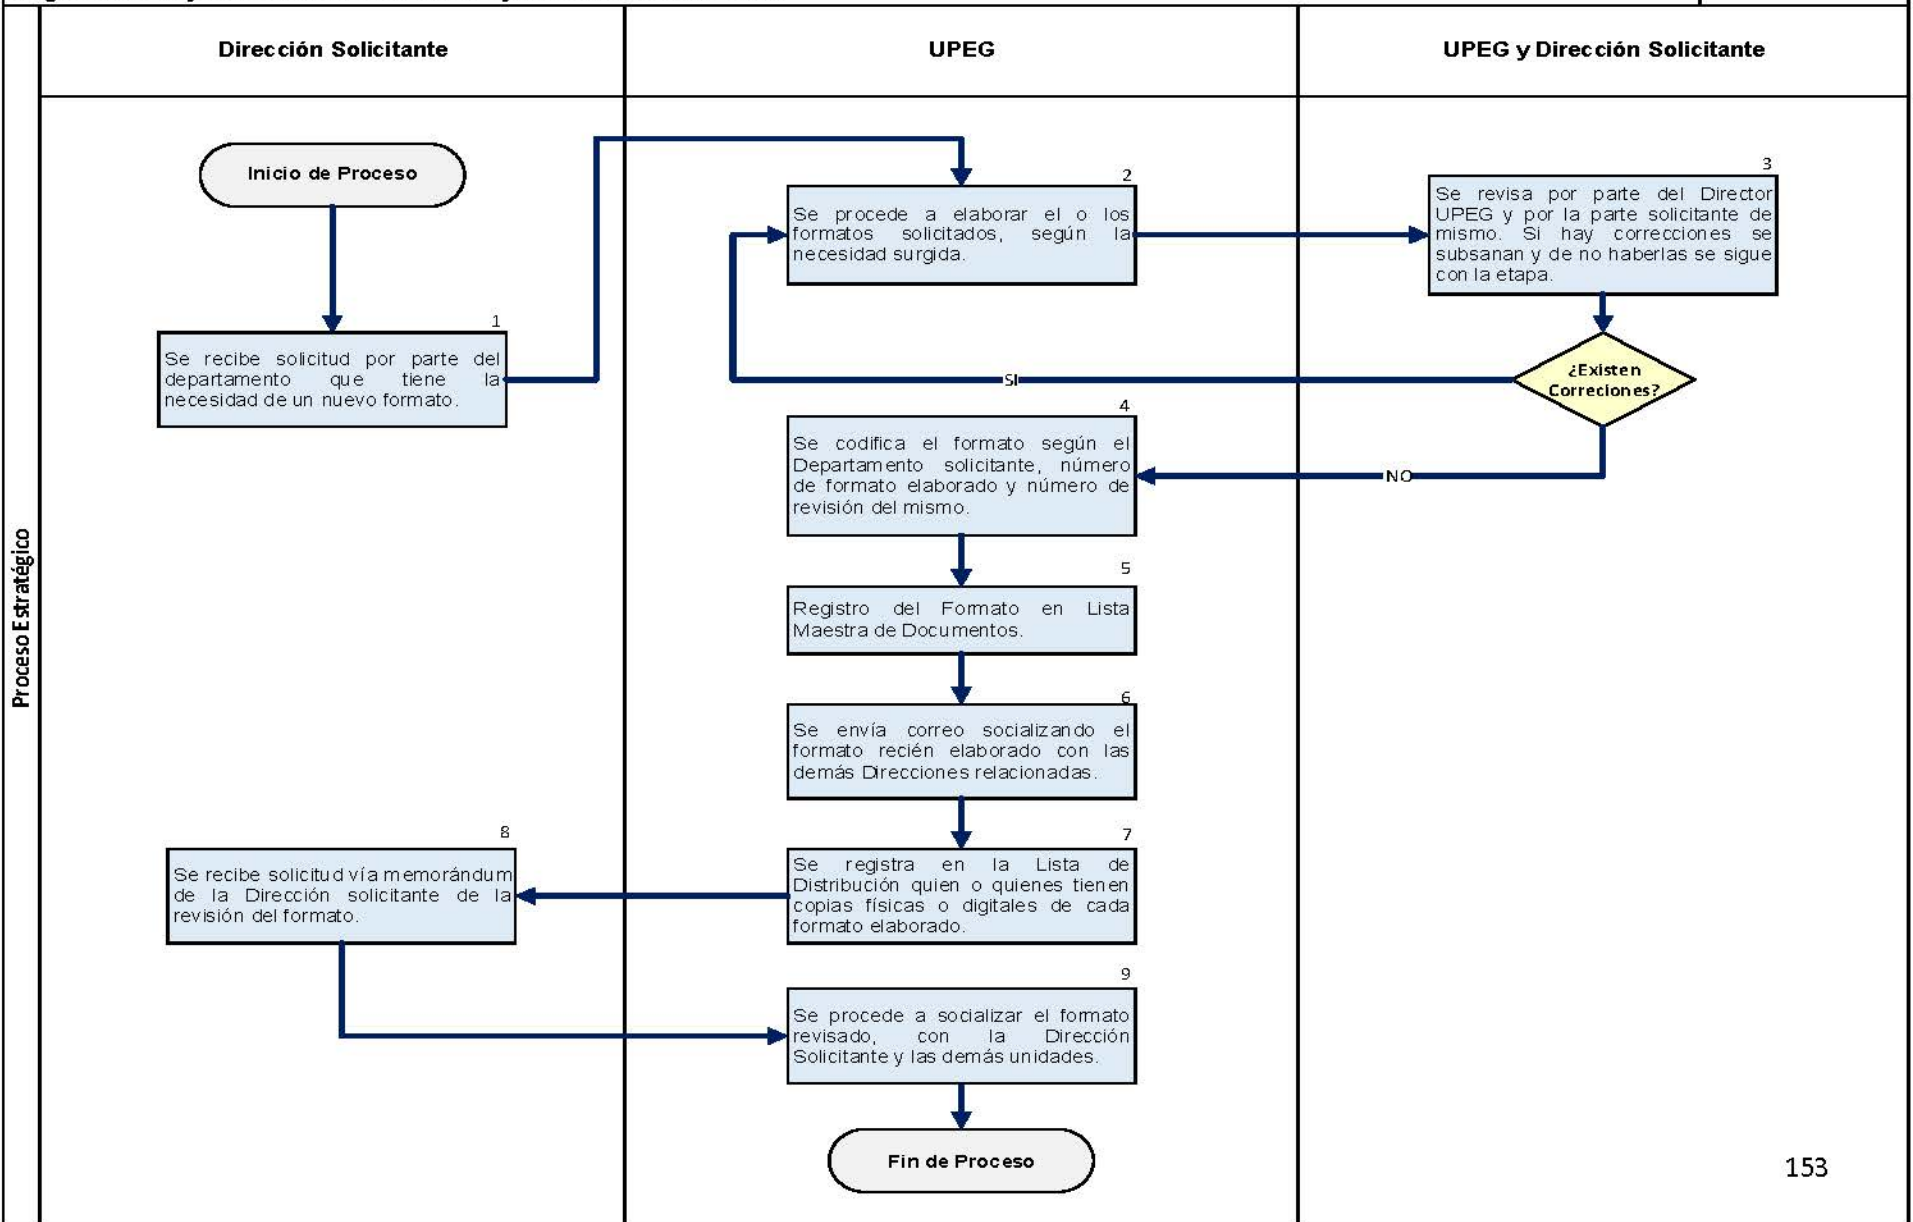 Dirección Solicitante
UPEG
UPEG y Dirección Solicitante
Proceso Estratégico
Inicio de Proceso
1
Se recibe solicitud por parte del
departamento que tiene la
necesidad de un nuevo formato.
2
Se procede a elaborar el o los
formatos solicitados, según la
necesidad surgida.
3
Se revisa por parte del Director
UPEG y por la parte solicitante de
mismo. Si hay correcciones se
subsanan y de no haberlas se sigue
con la etapa.
¿Existen
Correciones?
SI
NO
4
Se codifica el formato según el
Departamento solicitante, número
de formato elaborado y número de
revisión del mismo.
5
Registro del Formato en Lista
Maestra de Documentos.
6
Se envía correo socializando el
formato recién elaborado con las
demás Direcciones relacionadas.
7
Se registra en la Lista de
Distribución quien o quienes tienen
copias físicas o digitales de cada
formato elaborado.
8
Se recibe solicitud vía memorándum
de la Dirección solicitante de la
revisión del formato.
9
Se procede a socializar el formato
revisado, con la Dirección
Solicitante y las demás unidades.
Fin de Proceso
153